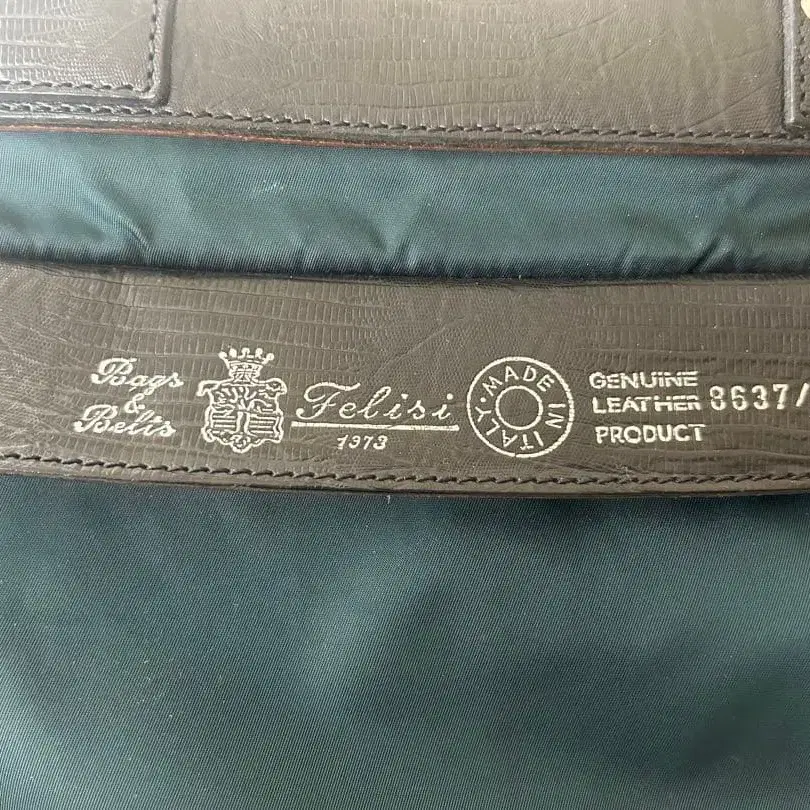 Bags
&
Belts
Felisi
1973
· MADE IN ITALY
GENUINE
LEATHER 8637/
PRODUCT